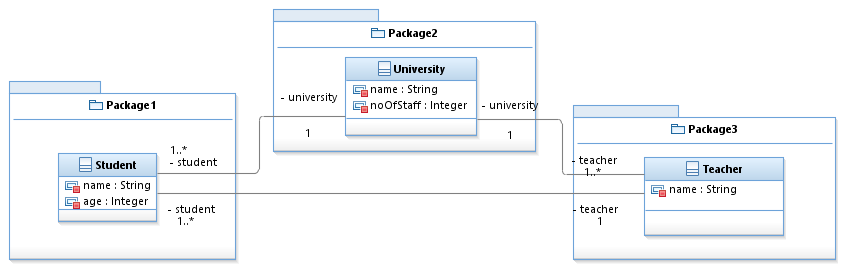 Package2
University
name : String
noOfStaff : Integer
- university
1
- university
1
Package1
Student
name : String
age : Integer
1..*
- student
- student
1..*
Package3
Teacher
name : String
- teacher
1..*
- teacher
1